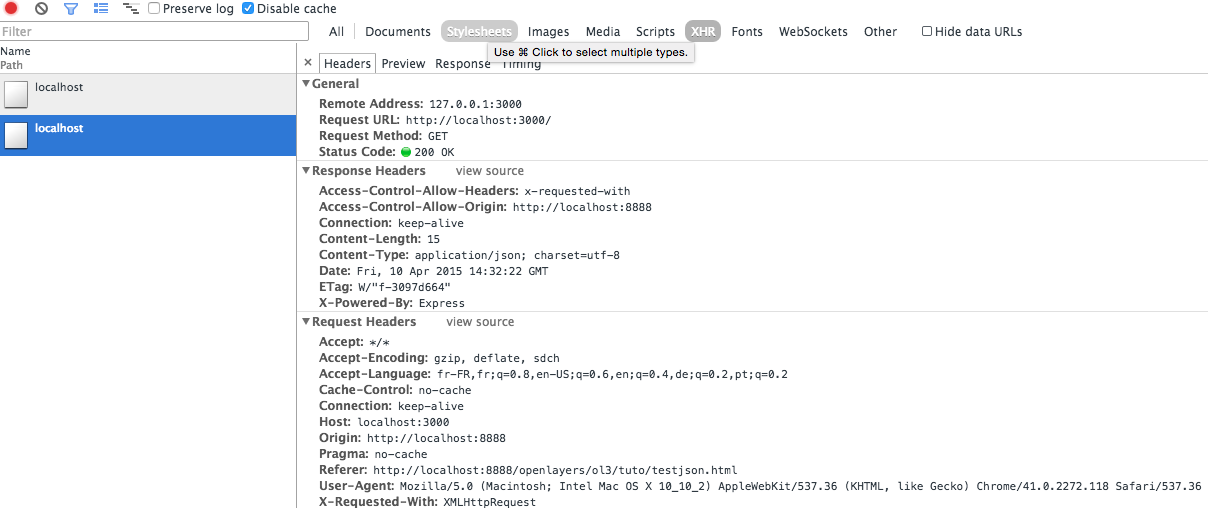 Preserve log Disable cache
Filter All Documents Stylesheets Images Media Scripts XHR Fonts WebSockets Other Hide data URLs
Name
Use ⌘ Click to select multiple types.
Path
× Headers Preview Response Timing
localhost
localhost
▼General
Remote Address: 127.0.0.1:3000
Request URL: http://localhost:3000/
Request Method: GET
Status Code: 200 OK
▼Response Headers view source
Access-Control-Allow-Headers: x-requested-with
Access-Control-Allow-Origin: http://localhost:8888
Connection: keep-alive
Content-Length: 15
Content-Type: application/json; charset=utf-8
Date: Fri, 10 Apr 2015 14:32:22 GMT
ETag: W/"f-3097d664"
X-Powered-By: Express
▼Request Headers view source
Accept: */*
Accept-Encoding: gzip, deflate, sdch
Accept-Language: fr-FR,fr;q=0.8,en-US;q=0.6,en;q=0.4,de;q=0.2,pt;q=0.2
Cache-Control: no-cache
Connection: keep-alive
Host: localhost:3000
Origin: http://localhost:8888
Pragma: no-cache
Referer: http://localhost:8888/openlayers/ol3/tuto/testjson.html
User-Agent: Mozilla/5.0 (Macintosh; Intel Mac OS X 10_10_2) AppleWebKit/537.36 (KHTML, like Gecko) Chrome/41.0.2272.118 Safari/537.36
X-Requested-With: XMLHttpRequest